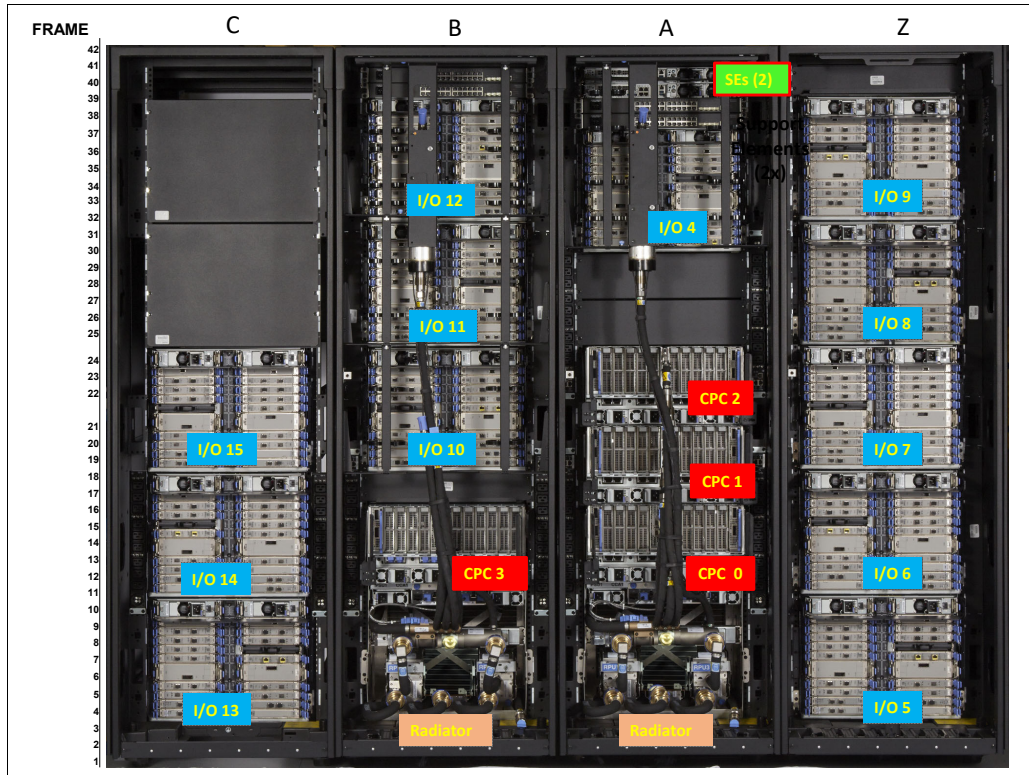 FRAME
C
B
A
Z
42
41
40
39
38
37
36
35
34
33
32
31
30
29
28
27
26
25
24
23
22
21
20
19
18
17
16
15
14
13
12
11
10
9
8
7
6
5
4
3
2
1
SEs (2)
Support
Elements
(2x)
I/O 12
I/O 4
I/O 9
I/O 11
I/O 8
CPC 2
I/O 15
I/O 10
CPC 1
I/O 7
I/O 14
CPC 3
CPC 0
I/O 6
RPU3
I/O 13
Radiator
Radiator
I/O 5